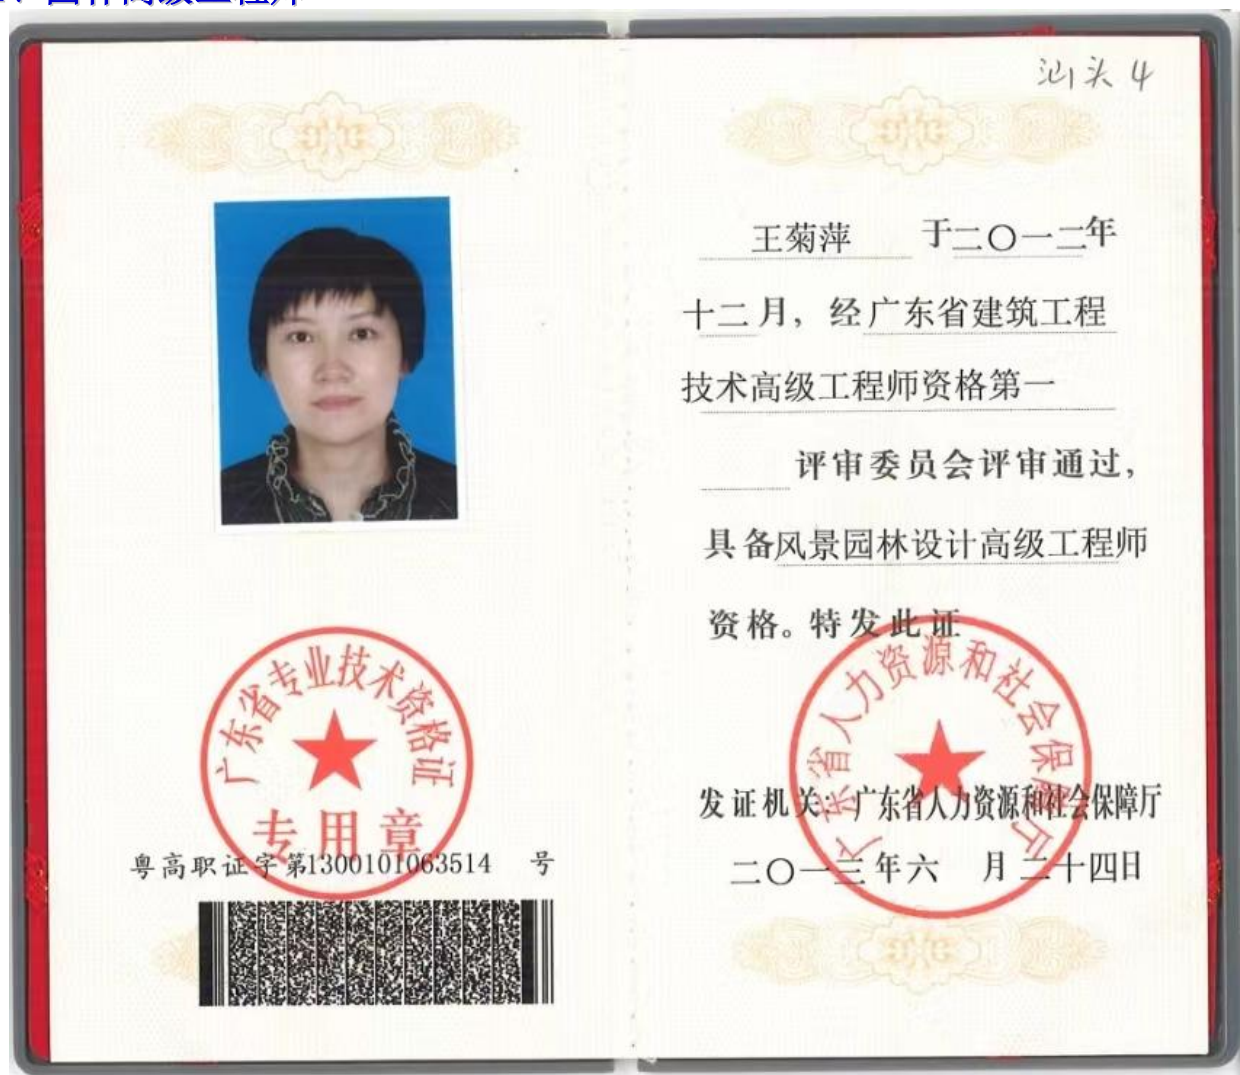 园林高级工程师
汕头4
王菊萍 于二〇一二年
十二月，经广东省建筑工程
技术高级工程师资格第一
评审委员会评审通过，
具备风景园林设计高级工程师
资格。特发此证
广东省人力资源和社会保障厅
发证机关：广东省人力资源和社会保障厅
二〇一三年六 月二十四日
广东省专业技术资格证
专用章
粤高职证字第1300101063514 号